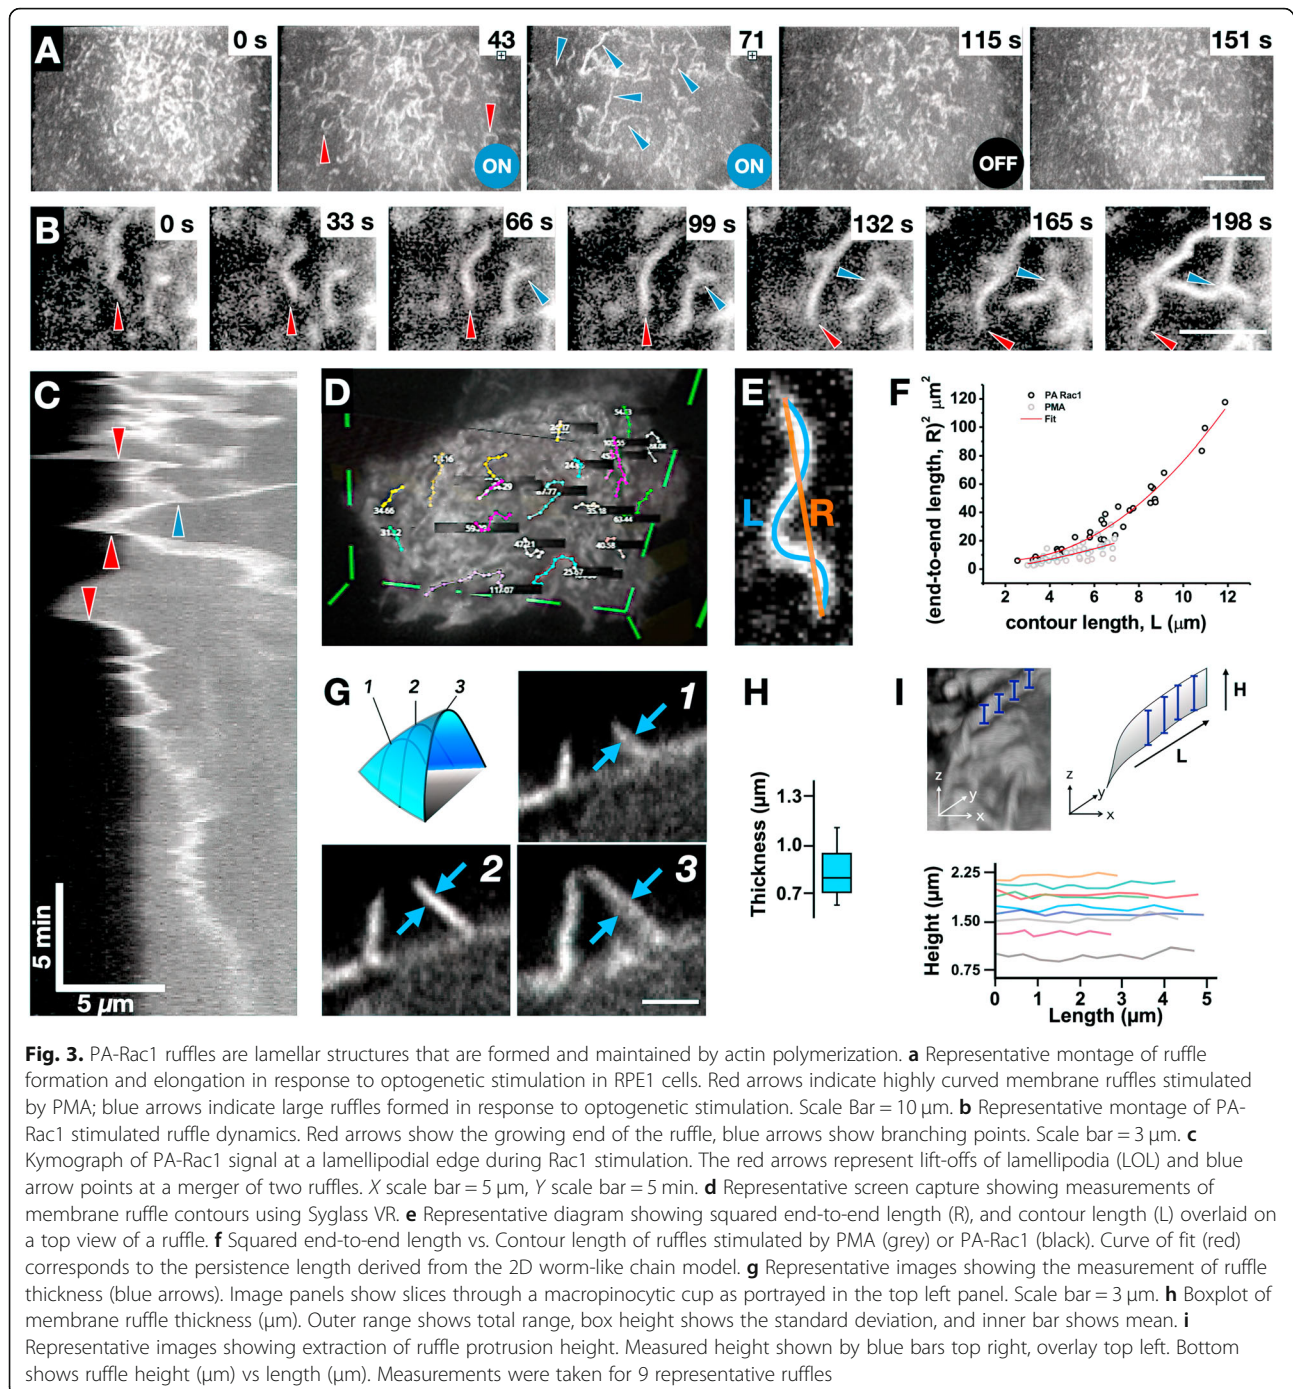 A
0 s
43
ON
71
ON
115 s
OFF
151 s
B
0 s
33 s
66 s
99 s
132 s
165 s
198 s
C
5 min
5 µm
D
E
L
R
F
(end-to-end length, R)² µm²
120
100
80
60
40
20
0
PA Rac1
PMA
Fit
2 4 6 8 10 12
contour length, L (µm)
G
1 2 3
1
2
3
H
Thickness (µm)
1.3
1.0
0.7
I
z
y
x
H
L
z
y
x
Height (µm)
2.25
1.50
0.75
0 1 2 3 4 5
Length (µm)
Fig. 3. PA-Rac1 ruffles are lamellar structures that are formed and maintained by actin polymerization. a Representative montage of ruffle
formation and elongation in response to optogenetic stimulation in RPE1 cells. Red arrows indicate highly curved membrane ruffles stimulated
by PMA; blue arrows indicate large ruffles formed in response to optogenetic stimulation. Scale Bar = 10 µm. b Representative montage of PA-
Rac1 stimulated ruffle dynamics. Red arrows show the growing end of the ruffle, blue arrows show branching points. Scale bar = 3 µm. c
Kymograph of PA-Rac1 signal at a lamellipodial edge during Rac1 stimulation. The red arrows represent lift-offs of lamellipodia (LOL) and blue
arrow points at a merger of two ruffles. X scale bar = 5 µm, Y scale bar = 5 min. d Representative screen capture showing measurements of
membrane ruffle contours using Syglass VR. e Representative diagram showing squared end-to-end length (R), and contour length (L) overlaid on
a top view of a ruffle. f Squared end-to-end length vs. Contour length of ruffles stimulated by PMA (grey) or PA-Rac1 (black). Curve of fit (red)
corresponds to the persistence length derived from the 2D worm-like chain model. g Representative images showing the measurement of ruffle
thickness (blue arrows). Image panels show slices through a macropinocytic cup as portrayed in the top left panel. Scale bar = 3 µm. h Boxplot of
membrane ruffle thickness (µm). Outer range shows total range, box height shows the standard deviation, and inner bar shows mean. i
Representative images showing extraction of ruffle protrusion height. Measured height shown by blue bars top right, overlay top left. Bottom
shows ruffle height (µm) vs length (µm). Measurements were taken for 9 representative ruffles